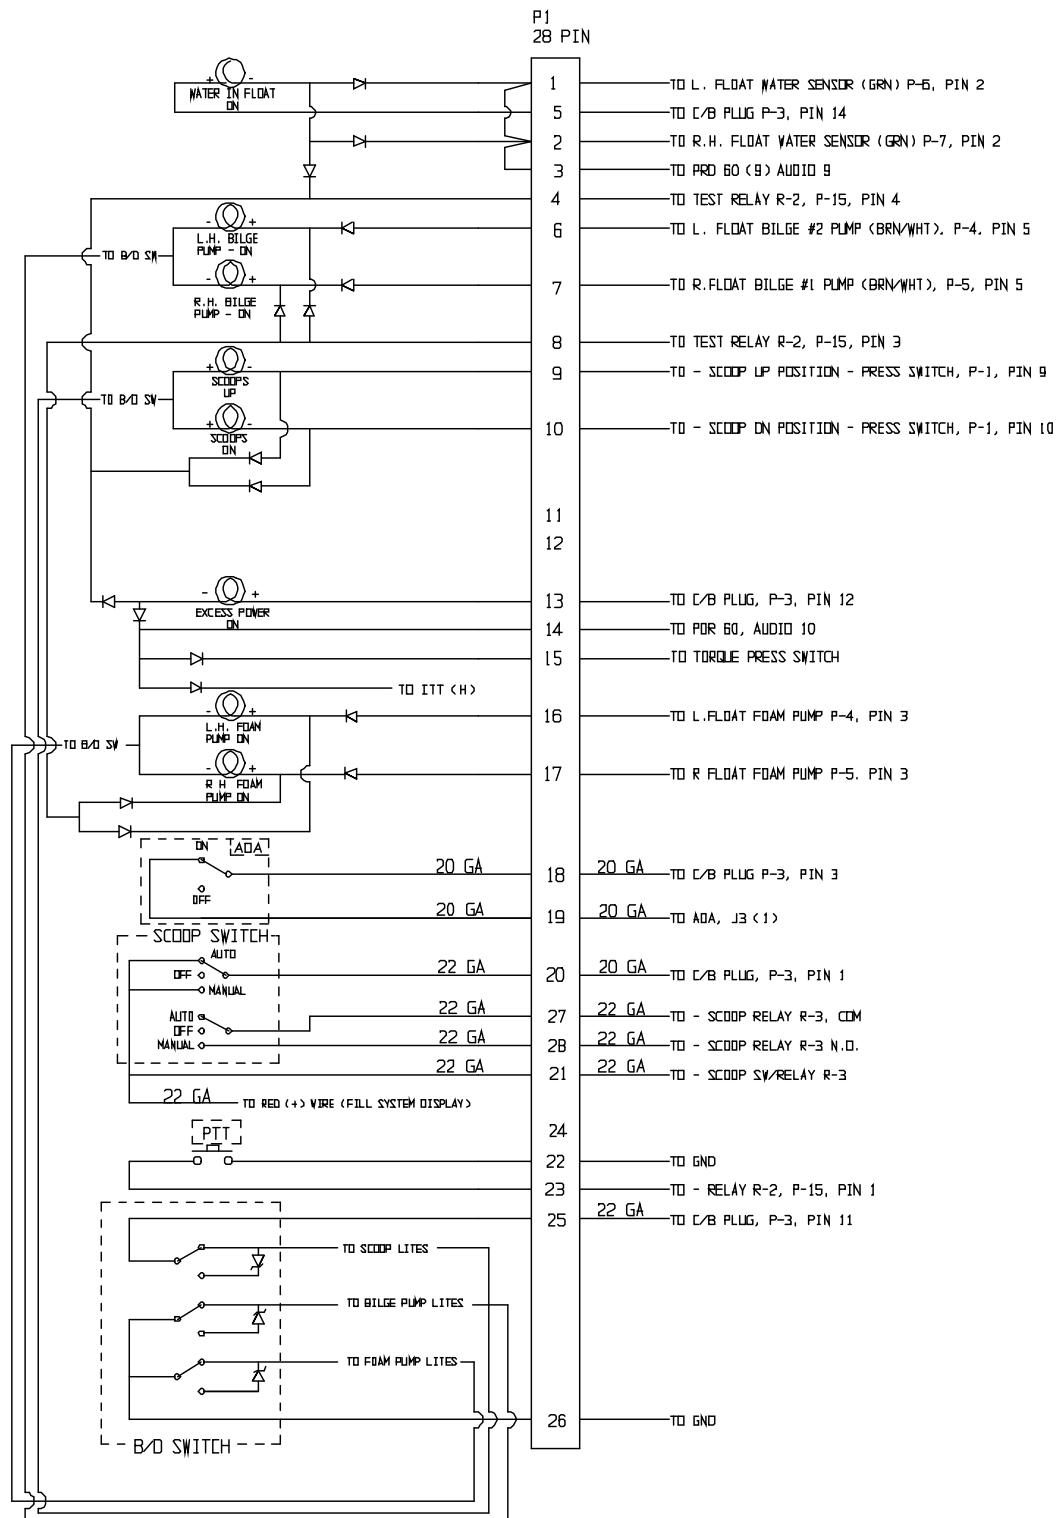 P1
28 PIN
WATER IN FLOAT
ON
1
TO L. FLOAT WATER SENSOR (GRN) P-6, PIN 2
5
TO C/B PLUG P-3, PIN 14
2
TO R.H. FLOAT WATER SENSOR (GRN) P-7, PIN 2
3
TO PRO 60 (9) AUDIO 9
4
TO TEST RELAY R-2, P-15, PIN 4
L.H. BILGE
PUMP - ON
6
TO L. FLOAT BILGE #2 PUMP (BRN/WHT), P-4, PIN 5
TO B/D SW
R.H. BILGE
PUMP - ON
7
TO R.FLOAT BILGE #1 PUMP (BRN/WHT), P-5, PIN 5
8
TO TEST RELAY R-2, P-15, PIN 3
SCOOPS
UP
9
TO - SCOOP UP POSITION - PRESS SWITCH, P-1, PIN 9
TO B/D SW
SCOOPS
ON
10
TO - SCOOP DN POSITION - PRESS SWITCH, P-1, PIN 10
11
12
EXCESS POWER
ON
13
TO C/B PLUG, P-3, PIN 12
14
TO PDR 60, AUDIO 10
15
TO TORQUE PRESS SWITCH
TO ITT (H)
L.H. FOAM
PUMP ON
16
TO L.FLOAT FOAM PUMP P-4, PIN 3
TO B/D SW
R H FOAM
PUMP ON
17
TO R FLOAT FOAM PUMP P-5. PIN 3
ON
AOA
OFF
20 GA
18
20 GA
TO C/B PLUG P-3, PIN 3
20 GA
19
20 GA
TO AOA, J3 (1)
SCOOP SWITCH
AUTO
OFF
MANUAL
22 GA
20
20 GA
TO C/B PLUG, P-3, PIN 1
AUTO
OFF
MANUAL
22 GA
27
22 GA
TO - SCOOP RELAY R-3, COM
22 GA
28
22 GA
TO - SCOOP RELAY R-3 N.O.
22 GA
21
22 GA
TO - SCOOP SW/RELAY R-3
22 GA
TO RED (+) WIRE (FILL SYSTEM DISPLAY)
24
PTT
22
TO GND
23
TO - RELAY R-2, P-15, PIN 1
25
22 GA
TO C/B PLUG, P-3, PIN 11
TO SCOOP LITES
TO BILGE PUMP LITES
TO FOAM PUMP LITES
26
TO GND
B/D SWITCH